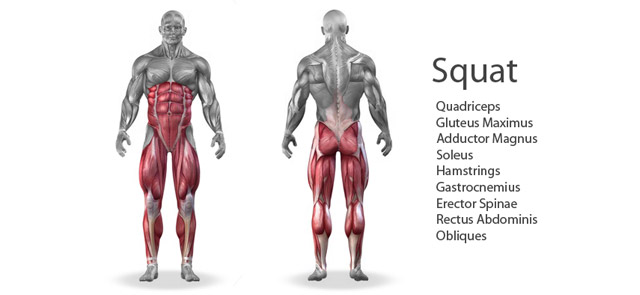 Squat
Quadriceps
Gluteus Maximus
Adductor Magnus
Soleus
Hamstrings
Gastrocnemius
Erector Spinae
Rectus Abdominis
Obliques